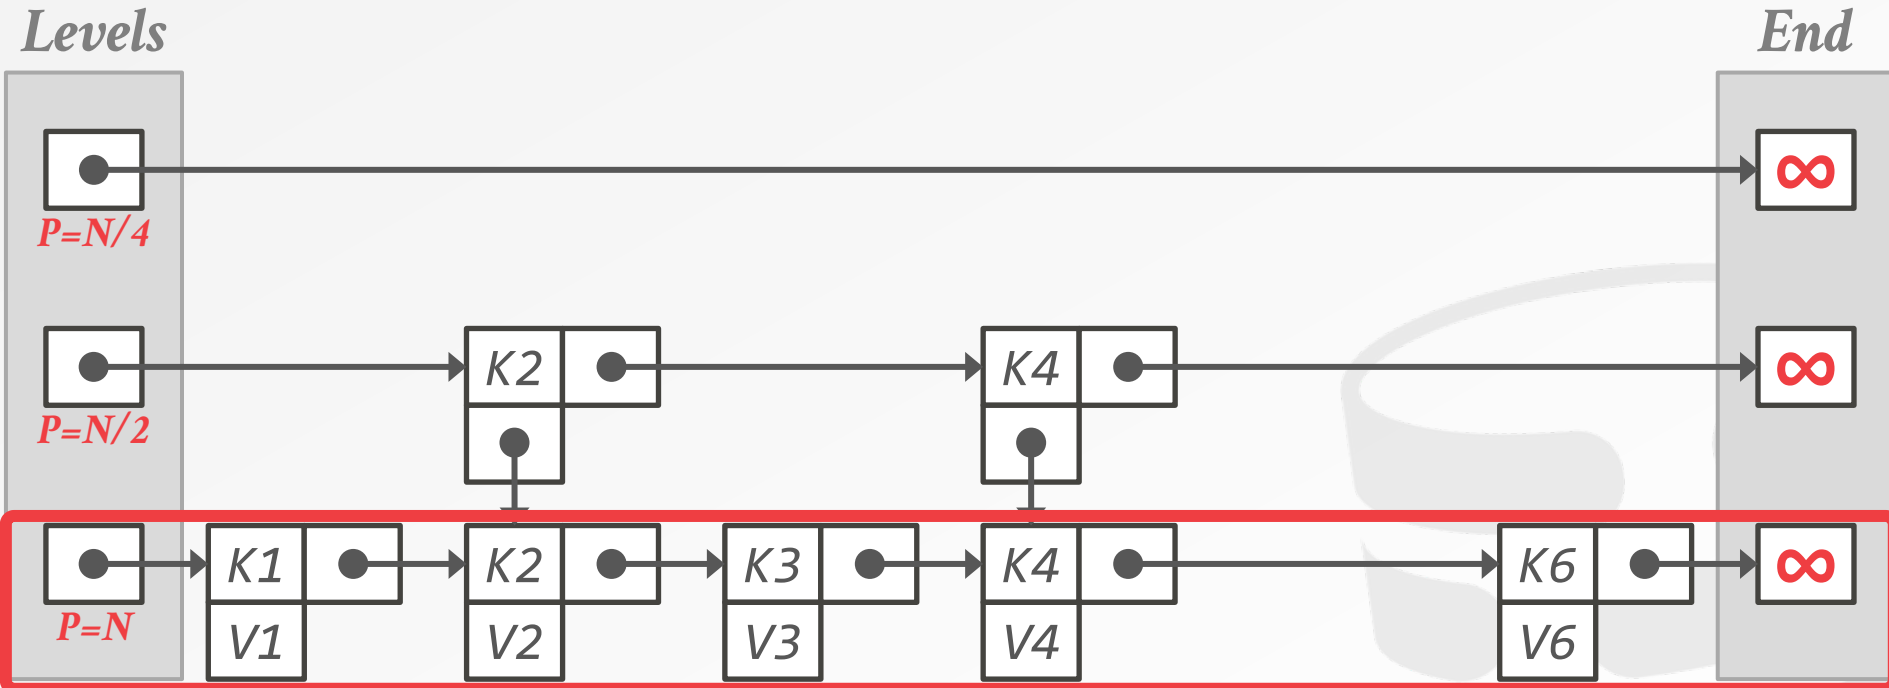 Levels End
∞
P=N/4
K2 K4 ∞
P=N/2
K1 K2 K3 K4 K6 ∞
P=N
V1 V2 V3 V4 V6